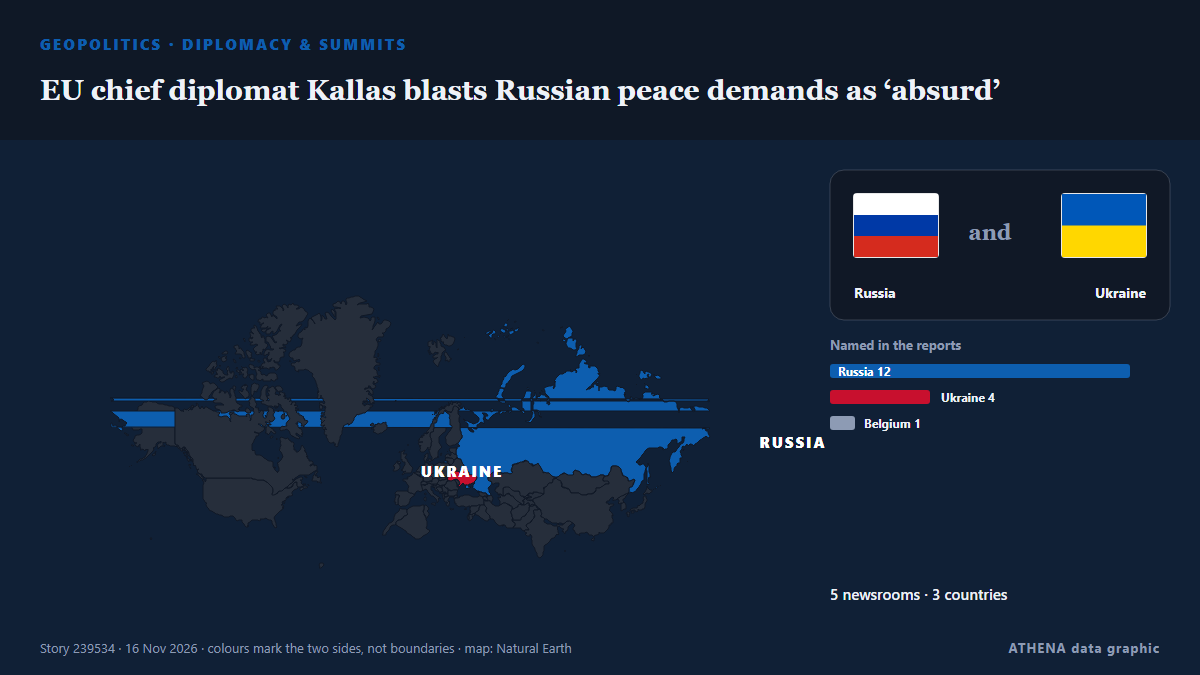 GEOPOLITICS · DIPLOMACY & SUMMITS
EU chief diplomat Kallas blasts Russian peace demands as ‘absurd’
and
Russia
Ukraine
Named in the reports
Russia 12
Ukraine 4
Belgium 1
RUSSIA
UKRAINE
5 newsrooms · 3 countries
Story 239534 · 16 Nov 2026 · colours mark the two sides, not boundaries · map: Natural Earth
ATHENA data graphic